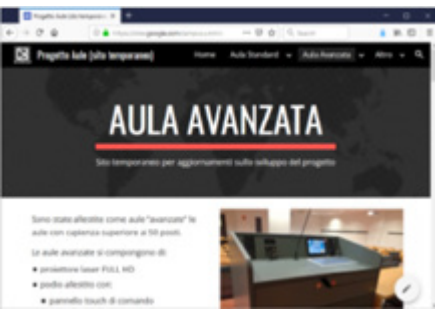 Progetto Aule (sito temporaneo)
Search
Progetto Aule (sito temporaneo)
Home Aula Standard Aula Avanzata Altro
AULA AVANZATA
Sito temporaneo per aggiornamenti sullo sviluppo del progetto
Sono state allestite come aule "avanzate" le
aule con capienza superiore ai 50 posti.
Le aule avanzate si compongono di:
proiettore laser FULL HD
podio allestito con:
pannello touch di comando